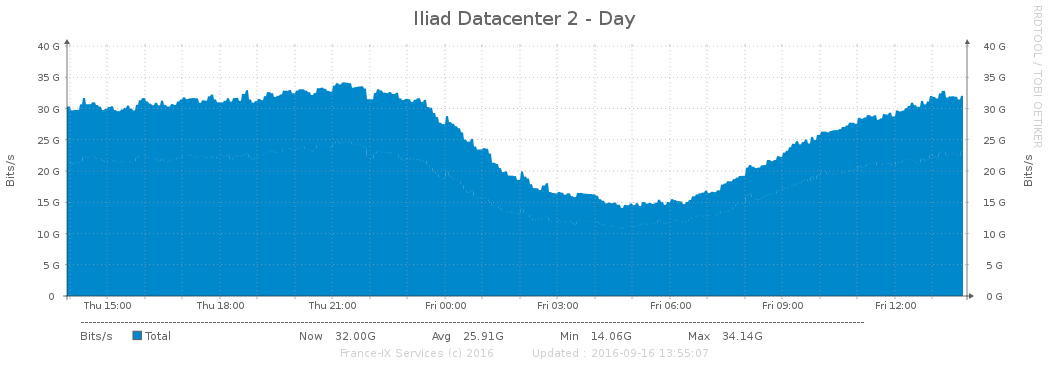 Iliad Datacenter 2 - Day
RRDTOOL / TOBI OETIKER
40 G 40 G
35 G 35 G
30 G 30 G
25 G 25 G
20 G 20 G
15 G 15 G
10 G 10 G
5 G 5 G
0 0 G
Bits/s
Bits/s
Thu 15:00 Thu 18:00 Thu 21:00 Fri 00:00 Fri 03:00 Fri 06:00 Fri 09:00 Fri 12:00
Bits/s Total Now 32.00G Avg 25.91G Min 14.06G Max 34.14G
France-IX Services (c) 2016 Updated : 2016-09-16 13:55:07